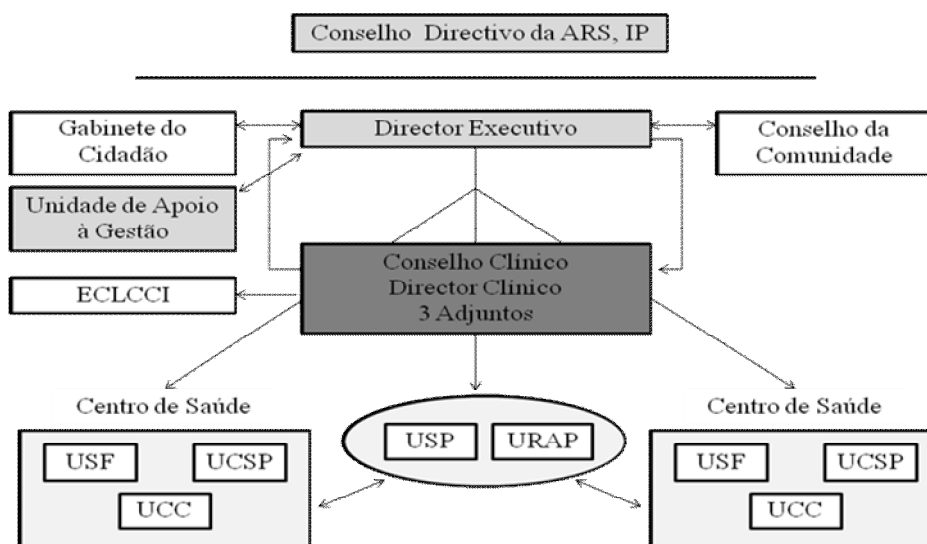 Conselho Directivo da ARS, IP
Gabinete do
Cidadão
Director Executivo
Conselho da
Comunidade
Unidade de Apoio
à Gestão
Conselho Clínico
Director Clínico
3 Adjuntos
ECLCCI
Centro de Saúde
Centro de Saúde
USF
UCSP
UCC
USP
URAP
USF
UCSP
UCC